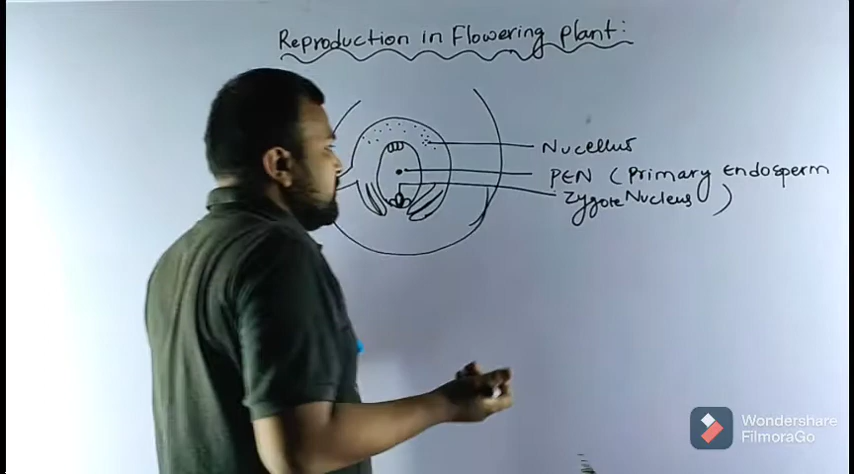 Reproduction in Flowering plant:
Nucellus
PEN (Primary Endosperm
Nucleus)
Zygote
Wondershare
FilmoraGo